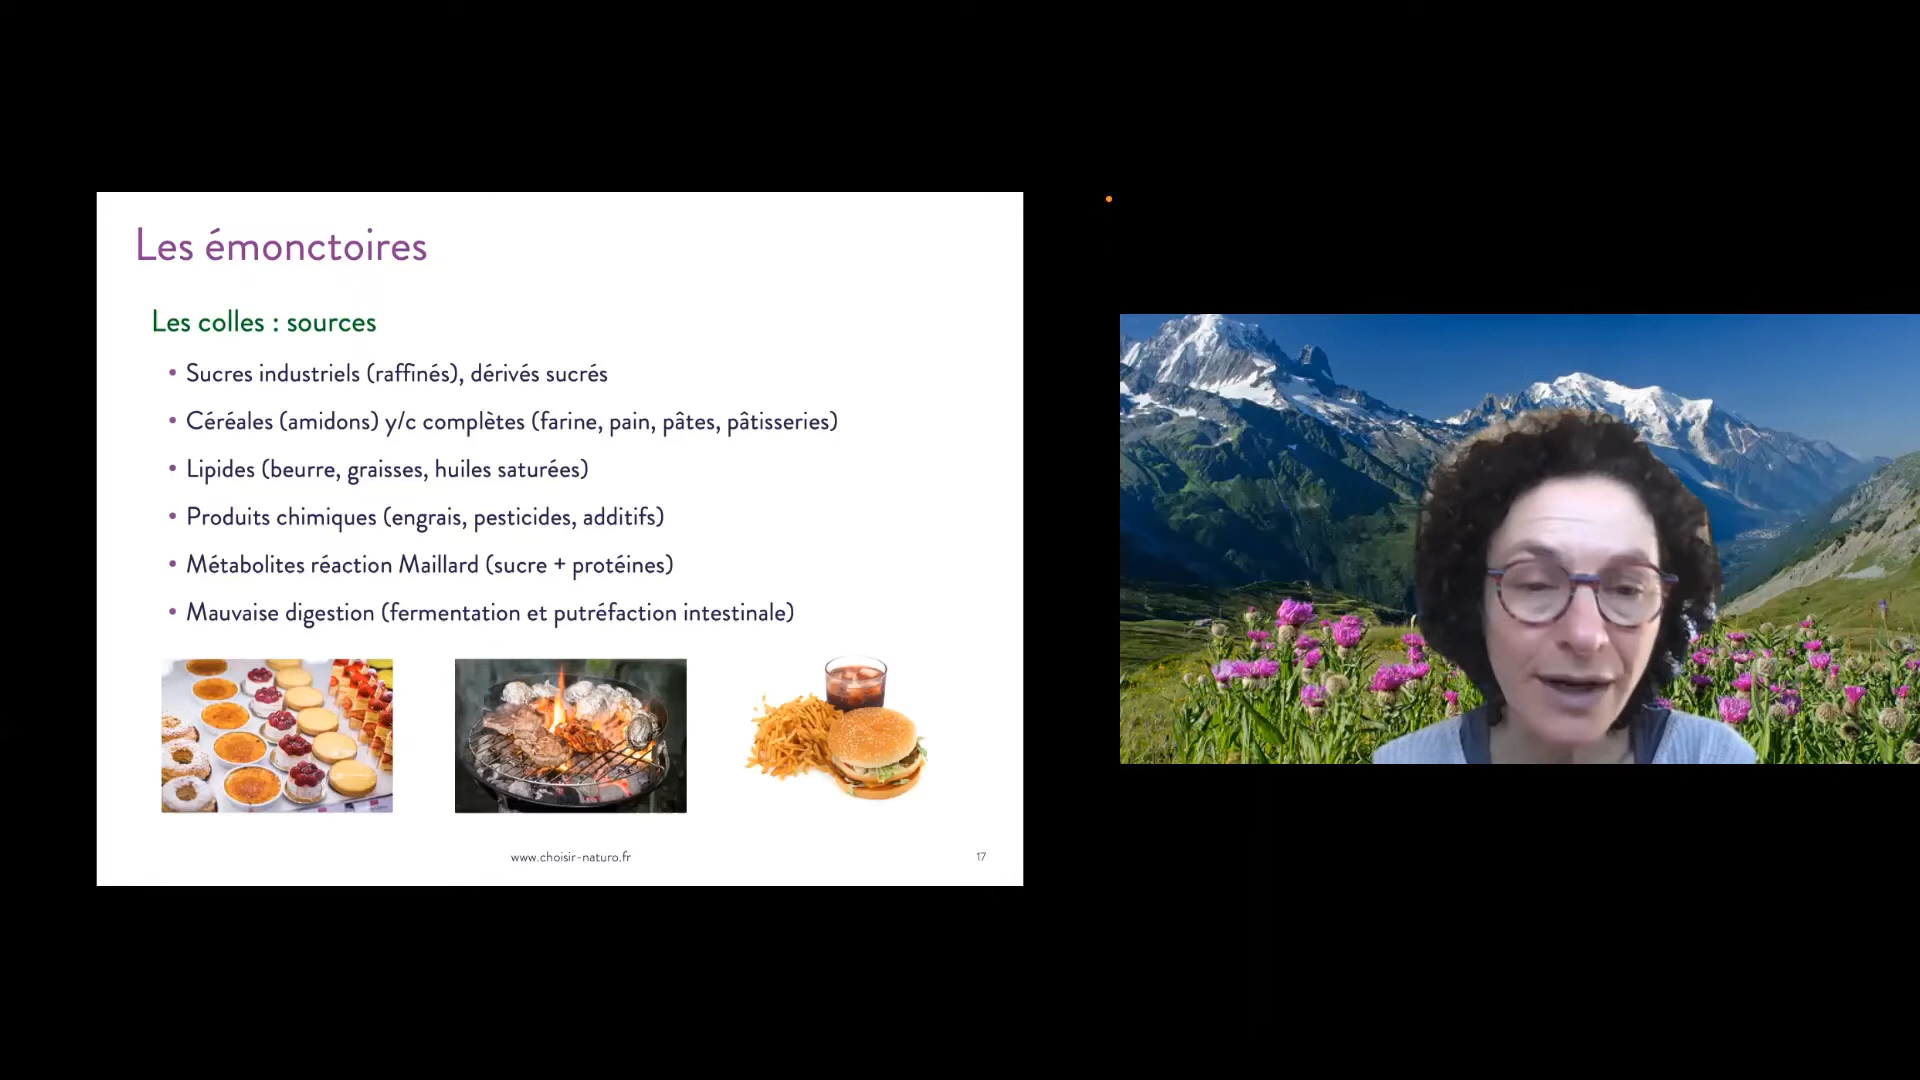 Les émonctoires
Les colles : sources
• Sucres industriels (raffinés), dérivés sucrés
• Céréales (amidons) y/c complètes (farine, pain, pâtes, pâtisseries)
• Lipides (beurre, graisses, huiles saturées)
• Produits chimiques (engrais, pesticides, additifs)
• Métabolites réaction Maillard (sucre + protéines)
• Mauvaise digestion (fermentation et putréfaction intestinale)
www.choisir-naturo.fr
17